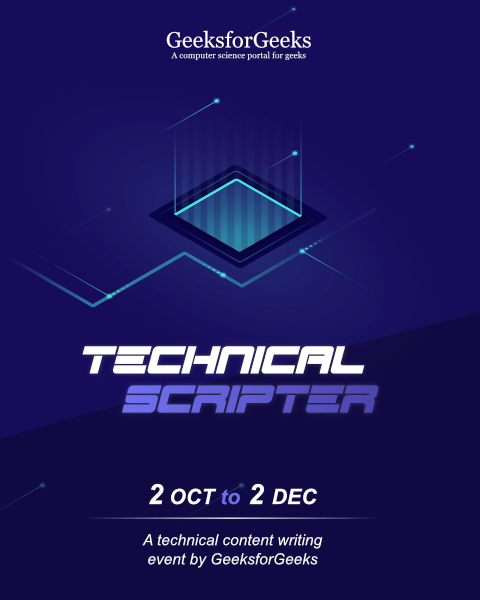 GeeksforGeeks
A computer science portal for geeks
TECHNICAL
SCRIPTER
2 OCT to 2 DEC
A technical content writing
event by GeeksforGeeks